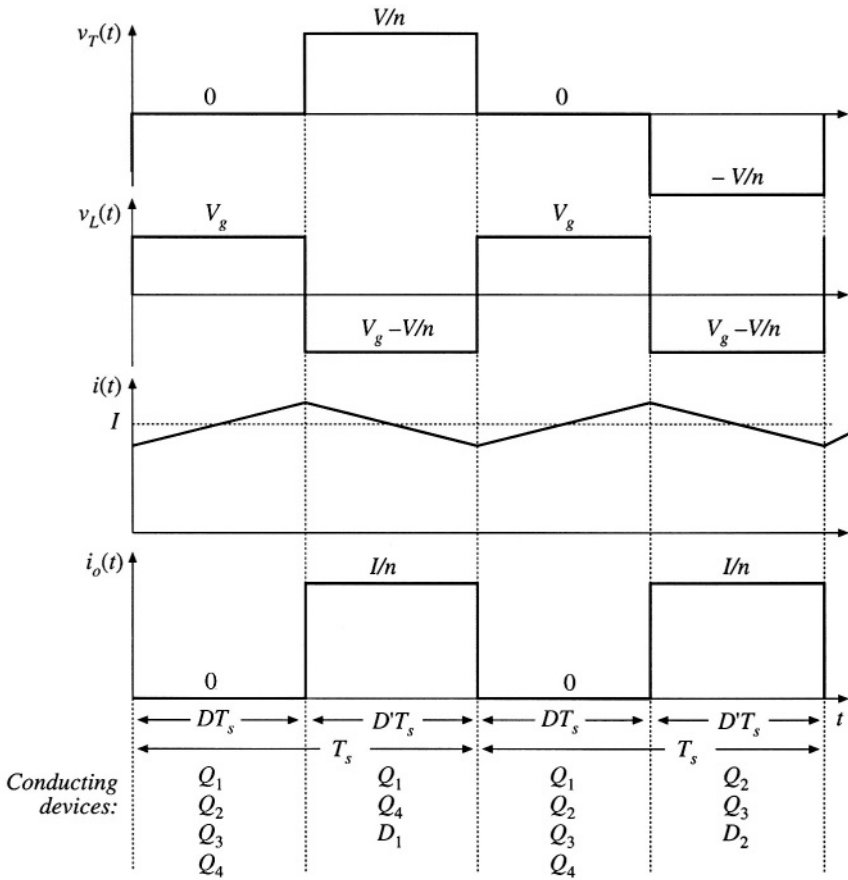 V/n
v_T(t)
0
0
– V/n
v_L(t)
V_g
V_g
V_g –V/n
V_g –V/n
i(t)
I
i_o(t)
I/n
I/n
0
0
DT_s
D'T_s
DT_s
D'T_s
t
T_s
T_s
Conducting
devices:
Q_1
Q_1
Q_1
Q_2
Q_2
Q_4
Q_2
Q_3
Q_3
D_1
Q_3
D_2
Q_4
Q_4